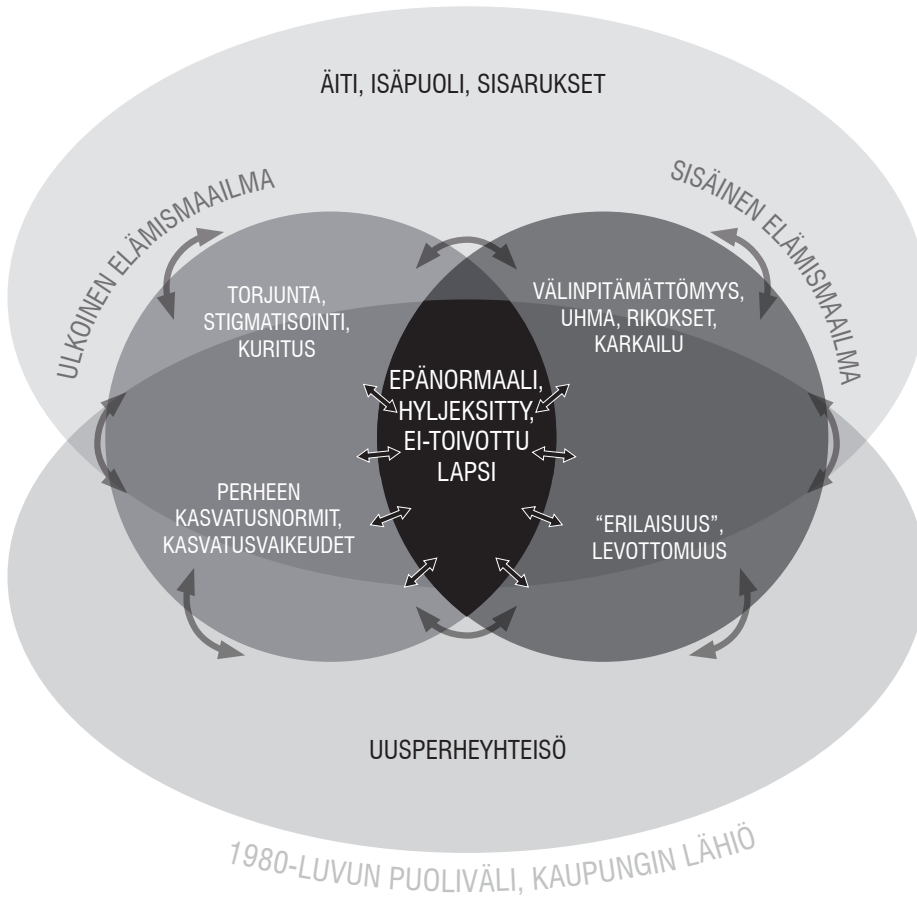 ÄITI, ISÄPUOLI, SISARUKSET
ULKOINEN ELÄMISMAAILMA
SISÄINEN ELÄMISMAAILMA
TORJUNTA,
STIGMATISOINTI,
KURITUS
VÄLINPITÄMÄTTÖMYYS,
UHMA, RIKOKSET,
KARKAILU
EPÄNORMAALI,
HYLJEKSITTY,
EI-TOIVOTTU
LAPSI
PERHEEN
KASVATUSNORMIT,
KASVATUSVAIKEUDET
“ERILAISUUS”,
LEVOTTOMUUS
UUSPERHEYHTEISÖ
1980-LUVUN PUOLIVÄLI, KAUPUNGIN LÄHIÖ